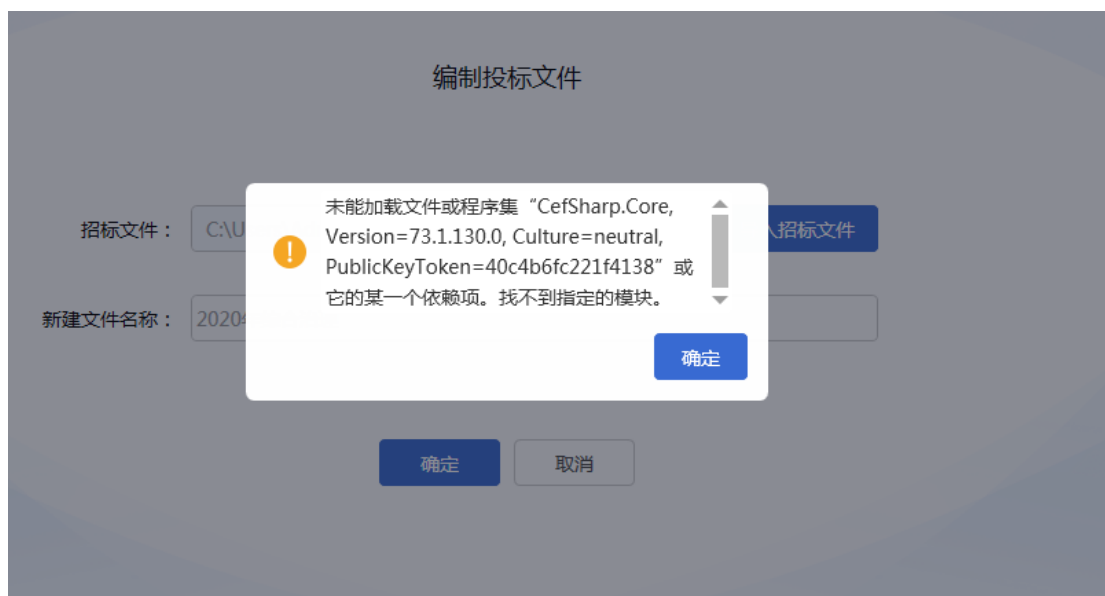 编制投标文件
招标文件： C:\U
入招标文件
未能加载文件或程序集“CefSharp.Core,
Version=73.1.130.0, Culture=neutral,
PublicKeyToken=40c4b6fc221f4138”或
它的某一个依赖项。找不到指定的模块。
确定
新建文件名称： 2020
确定
取消